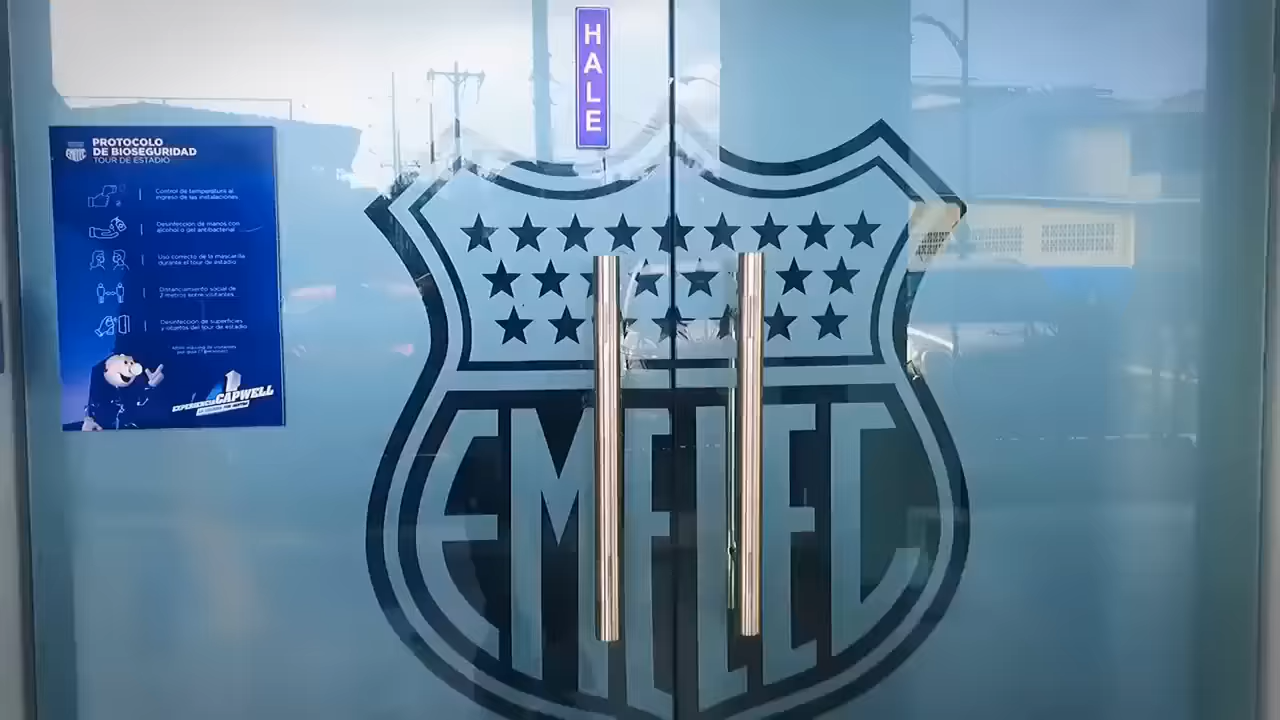 HALE
PROTOCOLO
DE BIOSEGURIDAD
TOUR DE ESTADIO
Control de temperatura al
ingreso de las instalaciones
Desinfección de manos con
alcohol o gel antibacterial
Uso correcto de la mascarilla
durante el tour de estadio
Distanciamiento social de
2 metros entre visitantes
Desinfección de superficies
y objetos del tour de estadio
EXPERIENCIA CAPWELL
EMELEC